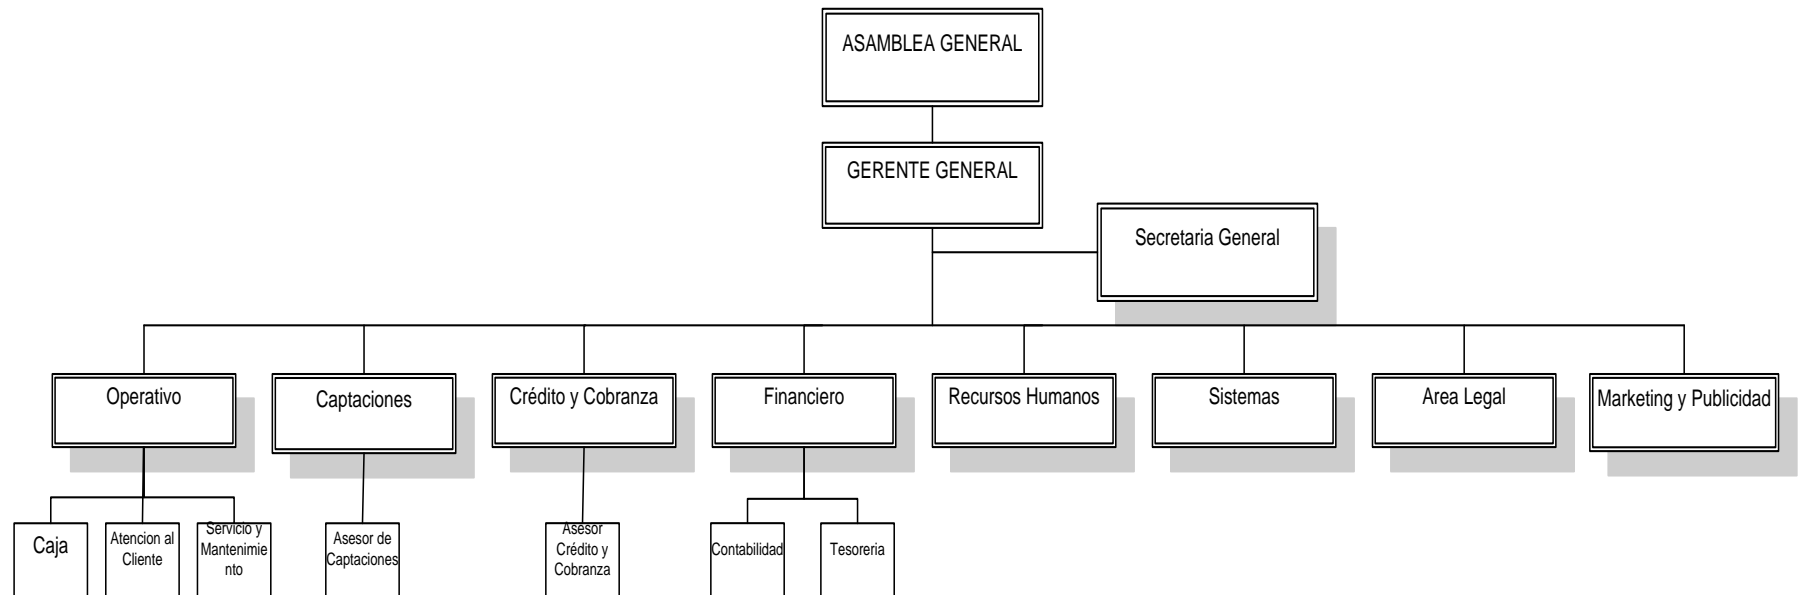 ASAMBLEA GENERAL
GERENTE GENERAL
Secretaria General
Operativo
Captaciones
Crédito y Cobranza
Financiero
Recursos Humanos
Sistemas
Area Legal
Marketing y Publicidad
Caja
Atencion al
Cliente
Servicio y
Mantenimie
nto
Asesor de
Captaciones
Asesor
Crédito y
Cobranza
Contabilidad
Tesoreria